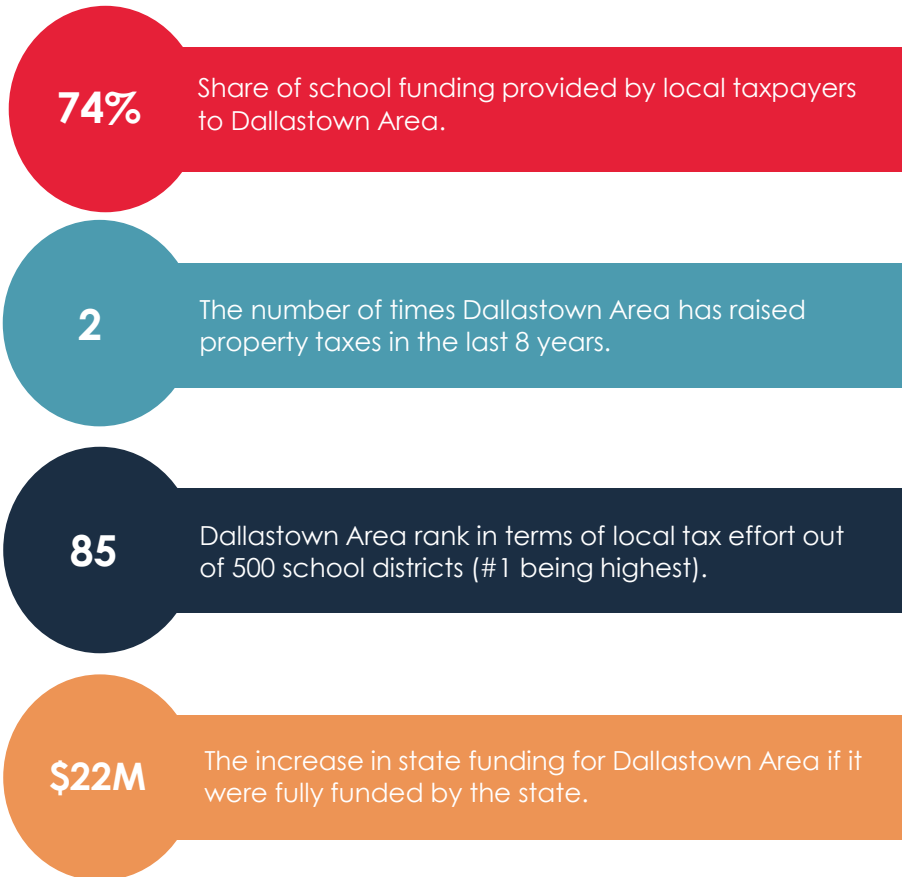 74%
Share of school funding provided by local taxpayers
to Dallastown Area.
2
The number of times Dallastown Area has raised
property taxes in the last 8 years.
85
Dallastown Area rank in terms of local tax effort out
of 500 school districts (#1 being highest).
$22M
The increase in state funding for Dallastown Area if it
were fully funded by the state.